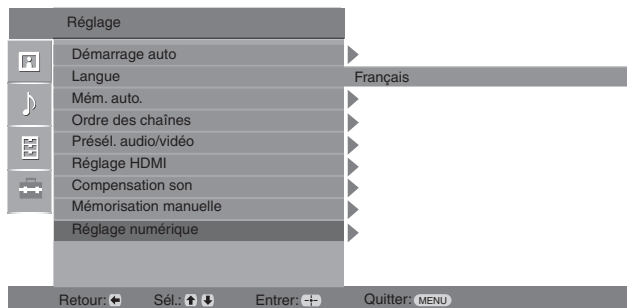 Réglage
Démarrage auto
Langue Français
Mém. auto.
Ordre des chaînes
Présél. audio/vidéo
Réglage HDMI
Compensation son
Mémorisation manuelle
Réglage numérique
Retour: Sél.: Entrer: Quitter: MENU